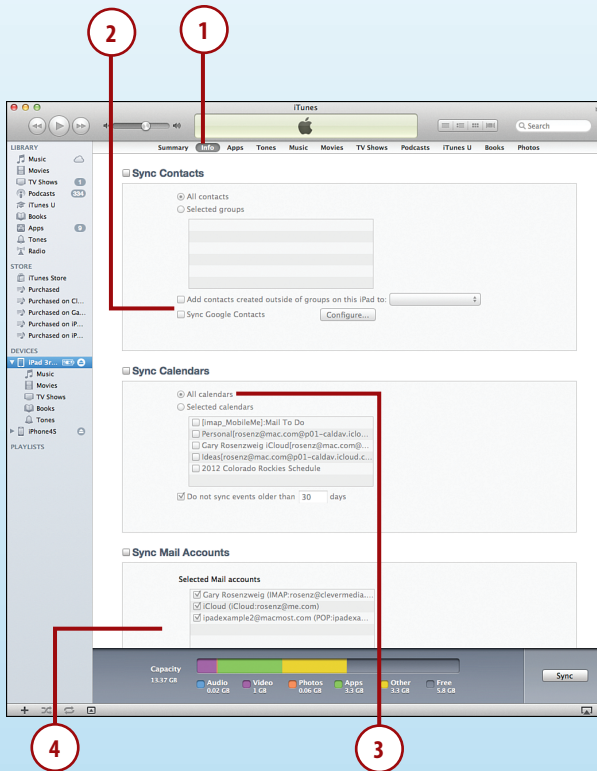 2
1
iTunes
Search
LIBRARY
Music
Movies
TV Shows 1
Podcasts 334
iTunes U
Books
Apps
Tones
Radio
STORE
iTunes Store
Purchased
Purchased on Cl...
Purchased on Ga...
Purchased on iP...
Purchased on iP...
DEVICES
iPad 3r...
Music
Movies
TV Shows
Books
Tones
iPhone4S
PLAYLISTS
Summary Info Apps Tones Music Movies TV Shows Podcasts iTunes U Books Photos
Sync Contacts
All contacts
Selected groups
Add contacts created outside of groups on this iPad to:
Sync Google Contacts Configure...
Sync Calendars
All calendars
Selected calendars
[imap_MobileMe]:Mail To Do
Personal[rosenz@mac.com@p01-caldav.iclo...
Gary Rosenzweig iCloud[rosenz@mac.com@...
Ideas[rosenz@mac.com@p01-caldav.icloud.c...
2012 Colorado Rockies Schedule
Do not sync events older than 30 days
Sync Mail Accounts
Selected Mail accounts
Gary Rosenzweig (IMAP:rosenz@clevermedia....
iCloud (iCloud:rosenz@me.com)
ipadexample2@macmost.com (POP:ipadexa...
Capacity
13.37 GB
Audio
0.02 GB
Video
1 GB
Photos
0.06 GB
Apps
3.3 GB
Other
3.3 GB
Free
5.8 GB
Sync
4
3